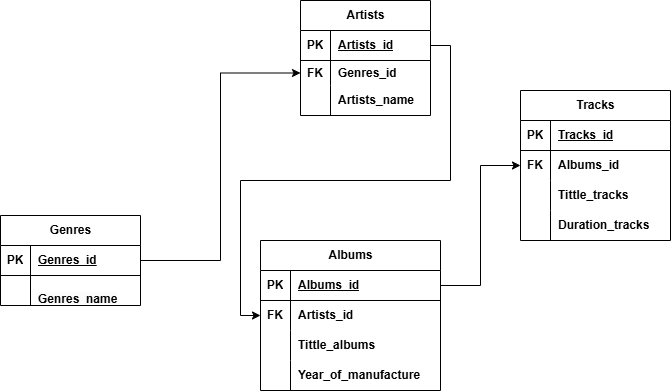 Artists
PK Artists_id
FK Genres_id
Artists_name
Tracks
PK Tracks_id
FK Albums_id
Tittle_tracks
Duration_tracks
Genres
PK Genres_id
Genres_name
Albums
PK Albums_id
FK Artists_id
Tittle_albums
Year_of_manufacture